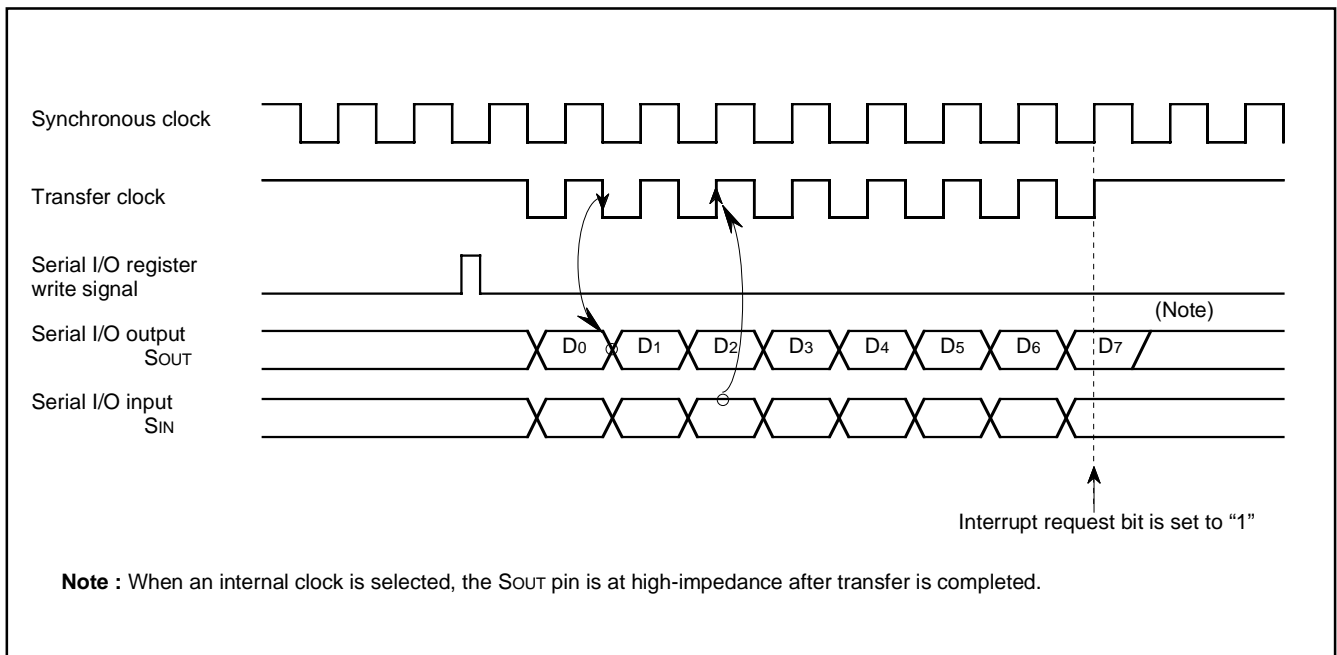 Synchronous clock
Transfer clock
Serial I/O register
write signal
(Note)
Serial I/O output
SOUT
D0 D1 D2 D3 D4 D5 D6 D7
Serial I/O input
SIN
Interrupt request bit is set to “1”
Note : When an internal clock is selected, the SOUT pin is at high-impedance after transfer is completed.